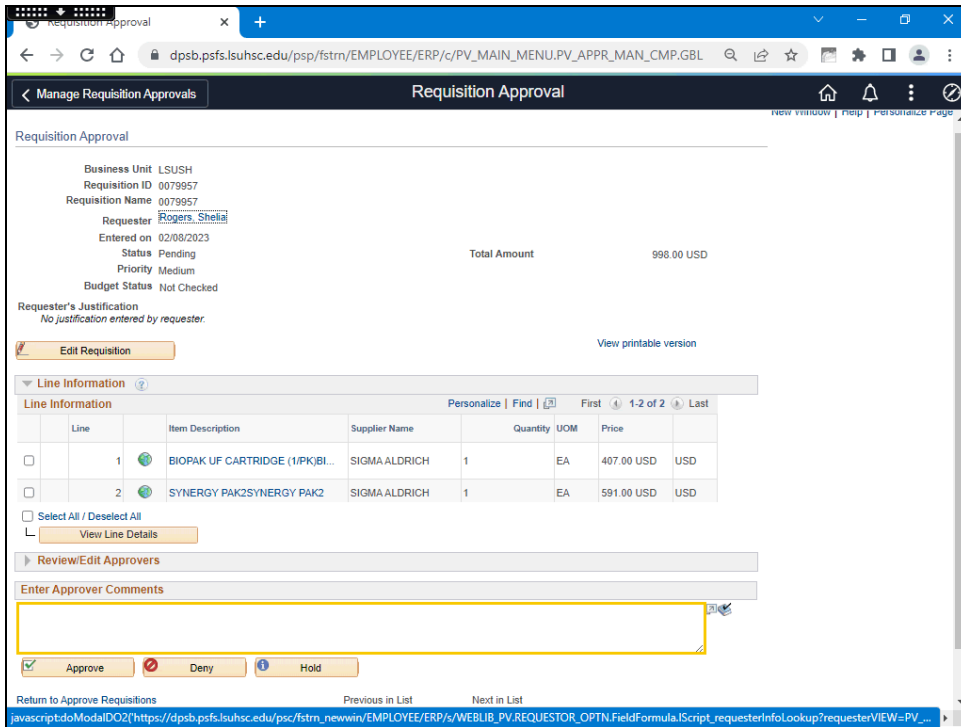 Requisition Approval
dpsb.psfs.lsuhsc.edu/psp/fstrn/EMPLOYEE/ERP/c/PV_MAIN_MENU.PV_APPR_MAN_CMP.GBL
Manage Requisition Approvals
Requisition Approval
New Window | Help | Personalize Page
Requisition Approval
Business Unit LSUSH
Requisition ID 0079957
Requisition Name 0079957
Requester Rogers, Shelia
Entered on 02/08/2023
Status Pending Total Amount 998.00 USD
Priority Medium
Budget Status Not Checked
Requester's Justification
No justification entered by requester.
Edit Requisition View printable version
Line Information
Line Information Personalize | Find | First 1-2 of 2 Last
Line Item Description Supplier Name Quantity UOM Price
1 BIOPAK UF CARTRIDGE (1/PK)BI... SIGMA ALDRICH 1 EA 407.00 USD USD
2 SYNERGY PAK2SYNERGY PAK2 SIGMA ALDRICH 1 EA 591.00 USD USD
Select All / Deselect All
View Line Details
Review/Edit Approvers
Enter Approver Comments
Approve Deny Hold
Return to Approve Requisitions Previous in List Next in List
javascript:doModalDO2('https://dpsb.psfs.lsuhsc.edu/psc/fstrn_newwin/EMPLOYEE/ERP/s/WEBLIB_PV.REQUESTOR_OPTN.FieldFormula.IScript_requesterInfoLookup?requesterVIEW=PV_...